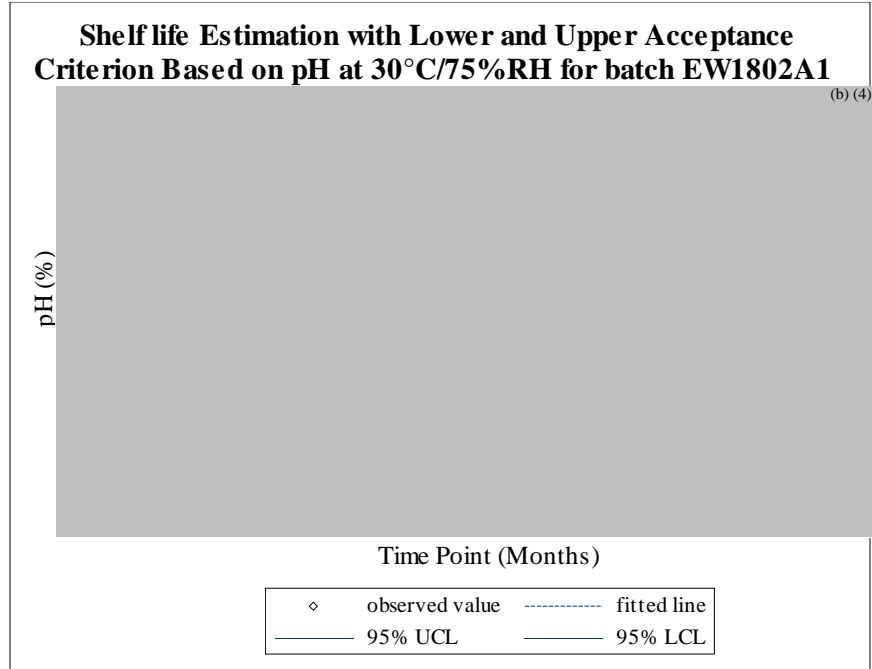 Shelf life Estimation with Lower and Upper Acceptance
Criterion Based on pH at 30°C/75%RH for batch EW1802A1
(b) (4)
pH (%)
Time Point (Months)
observed value fitted line
95% UCL 95% LCL